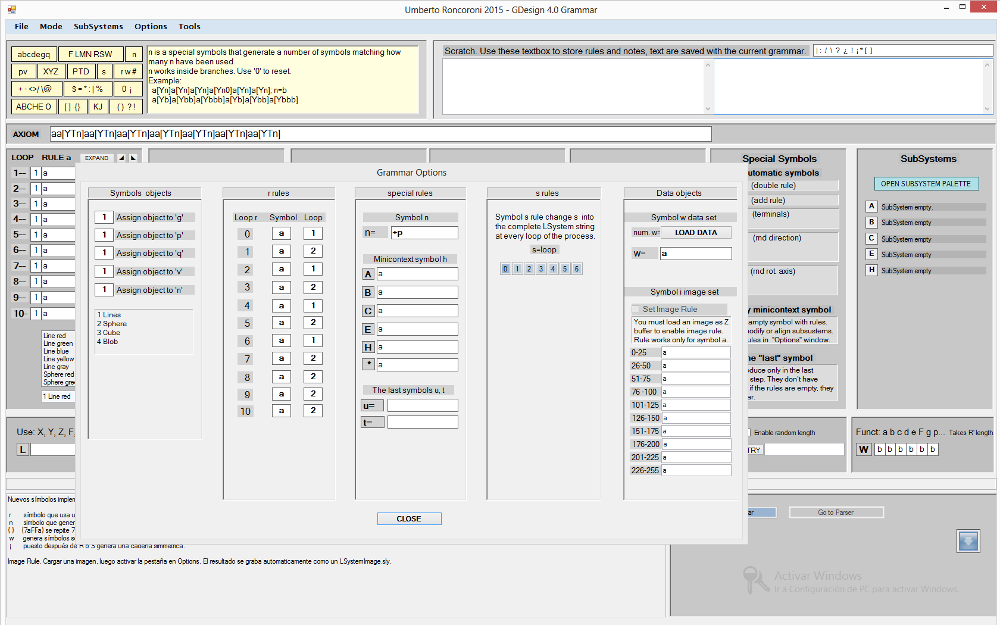 Umberto Roncoroni 2015 - GDesign 4.0 Grammar
File Mode SubSystems Options Tools
abcdegq F LMN RSW n
pv XYZ PTD s r w #
+ - <>/ \@ $ = * : | % 0 ¡
ABCHE O [ ] {} KJ ( ) ? !
n is a special symbols that generate a number of symbols matching how
many n have been used.
n works inside branches. Use '0' to reset.
Example:
a[Yn]a[Yn]a[Yn]a[Yn0]a[Yn]a[Yn]; n=b
a[Yb]a[Ybb]a[Ybbb]a[Yb]a[Ybb]a[Ybbb]
Scratch. Use these textbox to store rules and notes, text are saved with the current grammar.
| : / \ ? ¿ ! ¡ * [ ]
AXIOM aa[YTn]aa[YTn]aa[YTn]aa[YTn]aa[YTn]aa[YTn]aa[YTn]
LOOP RULE a EXPAND
1-- 1 a
2-- 1 a
3-- 1 a
4-- 1 a
5-- 1 a
6-- 1 a
7-- 1 a
8-- 1 a
9-- 1 a
10- 1 a
Line red
Line green
Line blue
Line yellow
Line gray
Sphere red
Sphere gree
1 Line red
Use: X, Y, Z, F,
L
Grammar Options
Symbols objects
1 Assign object to 'g'
1 Assign object to 'p'
1 Assign object to 'q'
1 Assign object to 'v'
1 Assign object to 'n'
1 Lines
2 Sphere
3 Cube
4 Blob
r rules
Loop r Symbol Loop
0 a 1
1 a 2
2 a 1
3 a 2
4 a 1
5 a 2
6 a 1
7 a 2
8 a 2
9 a 2
10 a 2
special rules
Symbol n
n= +p
Minicontext symbol h
A a
B a
C a
E a
H a
* a
The last symbols u, t
u=
t=
s rules
Symbol s rule change s into
the complete LSystem string
at every loop of the process.
s=loop
0 1 2 3 4 5 6
Data objects
Symbol w data set
num. w= LOAD DATA
w= a
Symbol i image set
Set Image Rule
You must load an image as Z
buffer to enable image rule.
Rule works only for symbol a.
0-25 a
26-50 a
51-75 a
76 -100 a
101-125 a
126-150 a
151-175 a
176-200 a
201-225 a
226-255 a
CLOSE
Special Symbols
utomatic symbols
(double rule)
(add rule)
(terminals)
(rnd direction)
(rnd rot. axis)
y minicontext symbol
ampty symbol with rules.
odify or align subsustems.
ules in "Options" window.
he "last" symbol
oduce only in the last
step. They don't have
if the rules are empty, they
ar.
SubSystems
OPEN SUBSYSTEM PALETTE
A SubSystem empty.
B SubSystem empty
C SubSystem empty
E SubSystem empty
H SubSystem empty
Enable random length
TRY
Funct: a b c d e F g p... Takes R' length
W b b b b b b
Nuevos símbolos implem
r símbolo que usa u
n simbolo que gener
{ } {7aFFa} se repite 7
w genera símbolos se
¡ puesto después de R o S genera una cadena simmetrica.
Image Rule. Cargar una imagen, luego activar la pestaña en Options. El resultado se graba automaticamente como un LSystemImage.sly.
ar Go to Parser
Activar Windows
Ir a Configuración de PC para activar Windows.